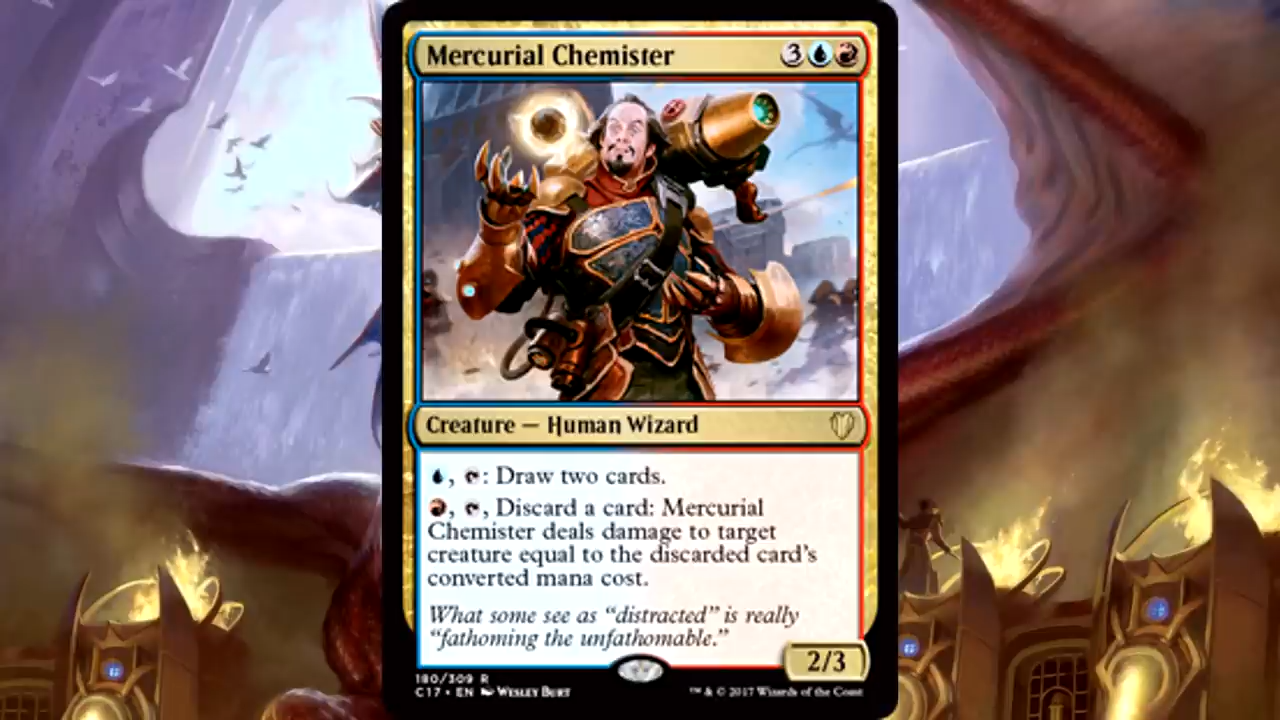 Mercurial Chemister 3
Creature — Human Wizard
, : Draw two cards.
, , Discard a card: Mercurial
Chemister deals damage to target
creature equal to the discarded card's
converted mana cost.
What some see as "distracted" is really
"fathoming the unfathomable."
2/3
180/309 R
C17 • EN Wesley Burt
™ & © 2017 Wizards of the Coast